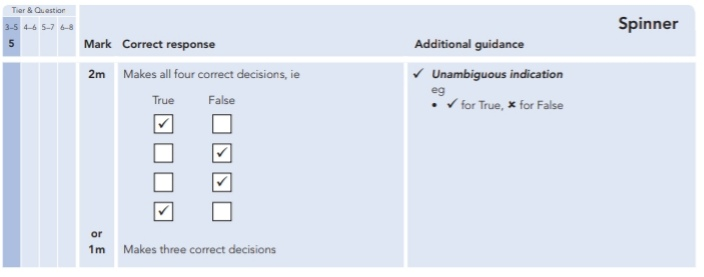 Tier & Question
3–5 4–6 5–7 6–8
5
Spinner
Mark Correct response Additional guidance
2m Makes all four correct decisions, ie
✓ Unambiguous indication
eg
• ✓ for True, ✖ for False
True False
or
1m Makes three correct decisions